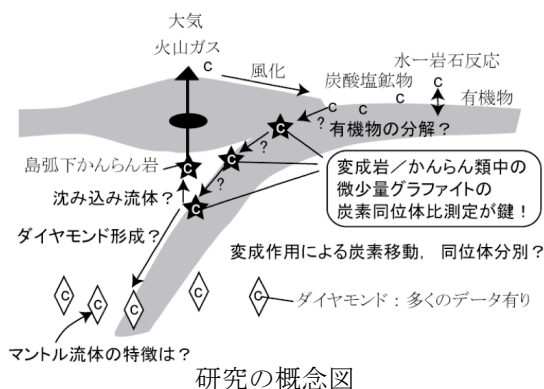 大気
火山ガス
C
風化
水ー岩石反応
炭酸塩鉱物
C
C
C
C
有機物
?
有機物の分解？
C
?
C
島弧下かんらん岩
C
?
変成岩／かんらん類中の
微少量グラファイトの
炭素同位体比測定が鍵！
沈み込み流体？
C
ダイヤモンド形成？
変成作用による炭素移動， 同位体分別？
C
C
C
C
C
ダイヤモンド：多くのデータ有り
マントル流体の特徴は？
研究の概念図